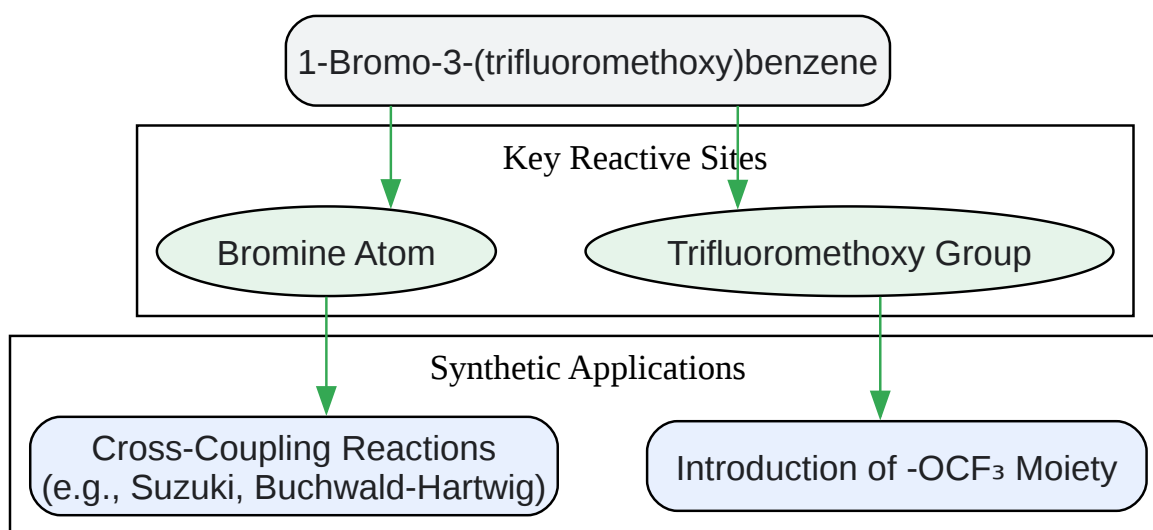 1-Bromo-3-(trifluoromethoxy)benzene
Key Reactive Sites
Bromine Atom
Trifluoromethoxy Group
Synthetic Applications
Cross-Coupling Reactions
(e.g., Suzuki, Buchwald-Hartwig)
Introduction of -OCF₃ Moiety